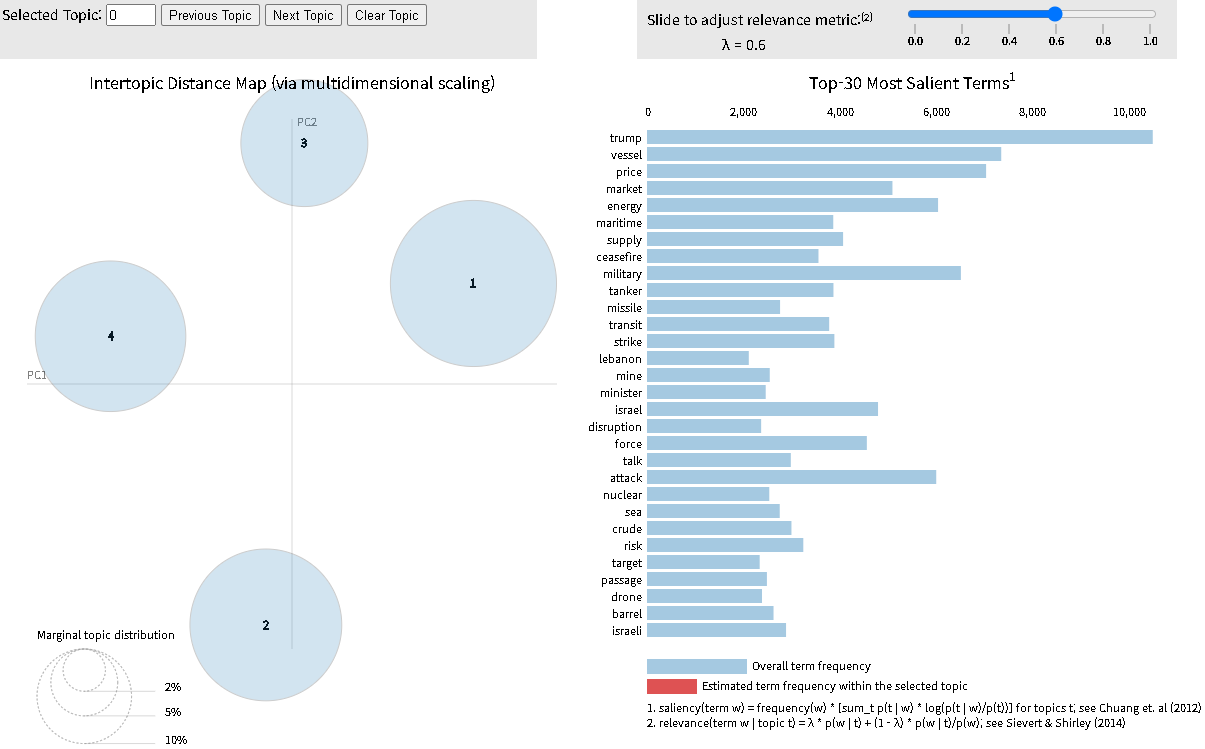 Selected Topic: 0 Previous Topic Next Topic Clear Topic
Slide to adjust relevance metric:(2)
λ = 0.6
0.0 0.2 0.4 0.6 0.8 1.0
Intertopic Distance Map (via multidimensional scaling)
PC2
3
1
4
PC1
2
Marginal topic distribution
2%
5%
10%
Top-30 Most Salient Terms1
0 2,000 4,000 6,000 8,000 10,000
trump
vessel
price
market
energy
maritime
supply
ceasefire
military
tanker
missile
transit
strike
lebanon
mine
minister
israel
disruption
force
talk
attack
nuclear
sea
crude
risk
target
passage
drone
barrel
israeli
Overall term frequency
Estimated term frequency within the selected topic
1. saliency(term w) = frequency(w) * [sum_t p(t | w) * log(p(t | w)/p(t))] for topics t; see Chuang et. al (2012)
2. relevance(term w | topic t) = λ * p(w | t) + (1 - λ) * p(w | t)/p(w); see Sievert & Shirley (2014)